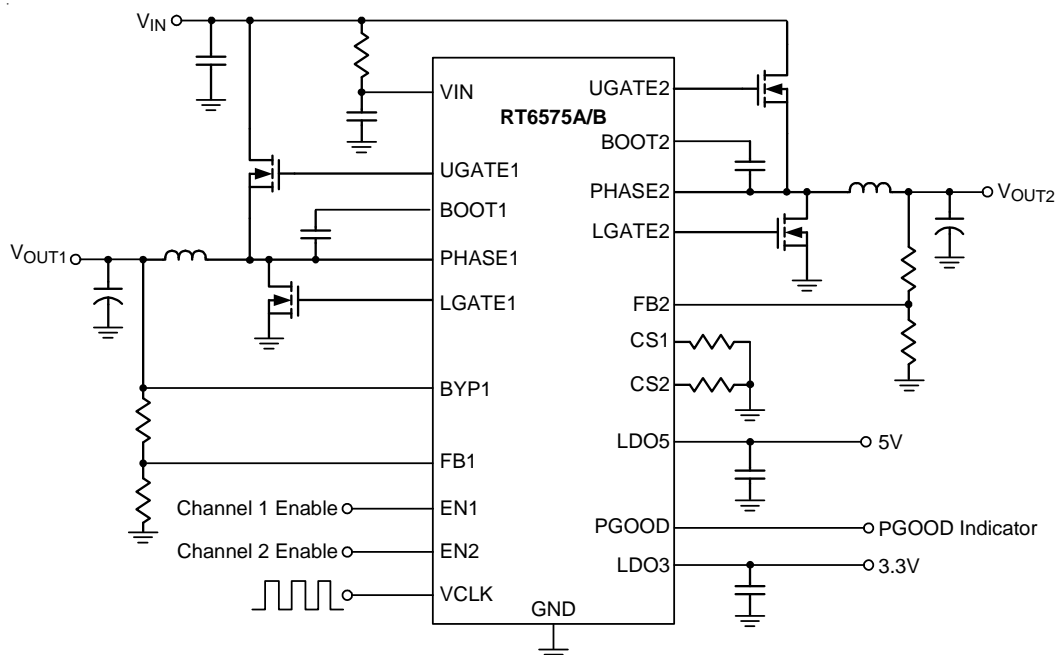 VIN
VIN
RT6575A/B
UGATE2
BOOT2
UGATE1
BOOT1
PHASE2
VOUT2
LGATE2
VOUT1
PHASE1
LGATE1
FB2
CS1
CS2
BYP1
LDO5
5V
FB1
Channel 1 Enable
EN1
PGOOD
PGOOD Indicator
Channel 2 Enable
EN2
LDO3
3.3V
VCLK
GND